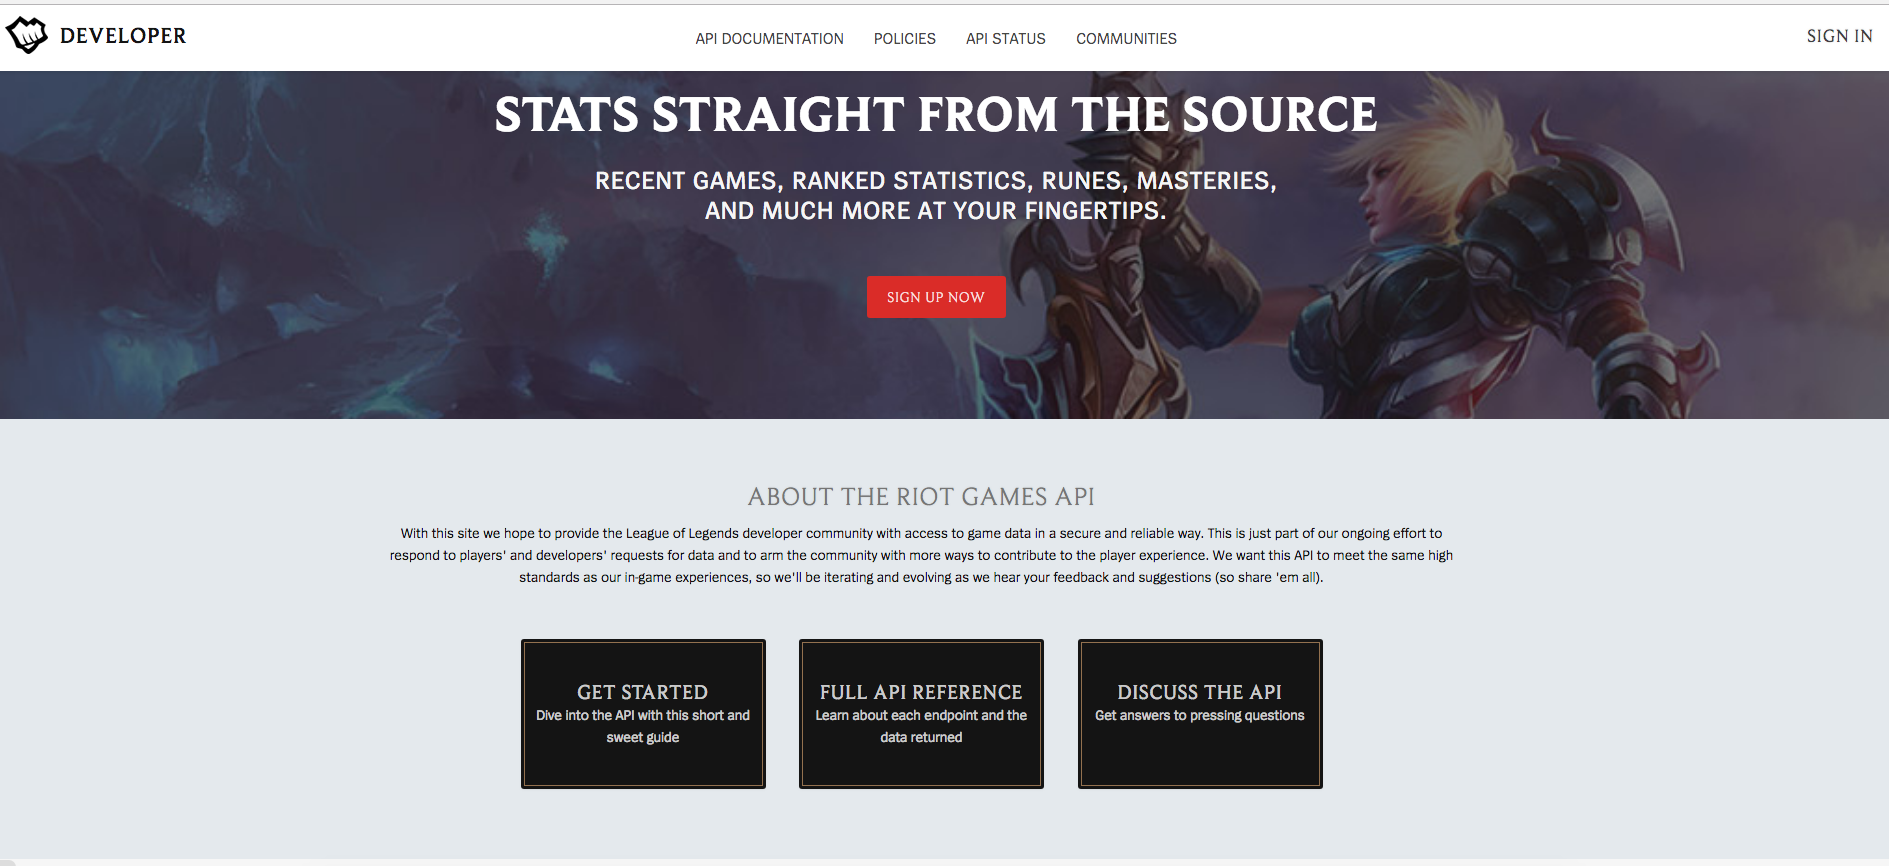 DEVELOPER
API DOCUMENTATION POLICIES API STATUS COMMUNITIES
SIGN IN
STATS STRAIGHT FROM THE SOURCE
RECENT GAMES, RANKED STATISTICS, RUNES, MASTERIES,
AND MUCH MORE AT YOUR FINGERTIPS.
SIGN UP NOW
ABOUT THE RIOT GAMES API
With this site we hope to provide the League of Legends developer community with access to game data in a secure and reliable way. This is just part of our ongoing effort to
respond to players' and developers' requests for data and to arm the community with more ways to contribute to the player experience. We want this API to meet the same high
standards as our in-game experiences, so we'll be iterating and evolving as we hear your feedback and suggestions (so share 'em all).
GET STARTED
Dive into the API with this short and
sweet guide
FULL API REFERENCE
Learn about each endpoint and the
data returned
DISCUSS THE API
Get answers to pressing questions